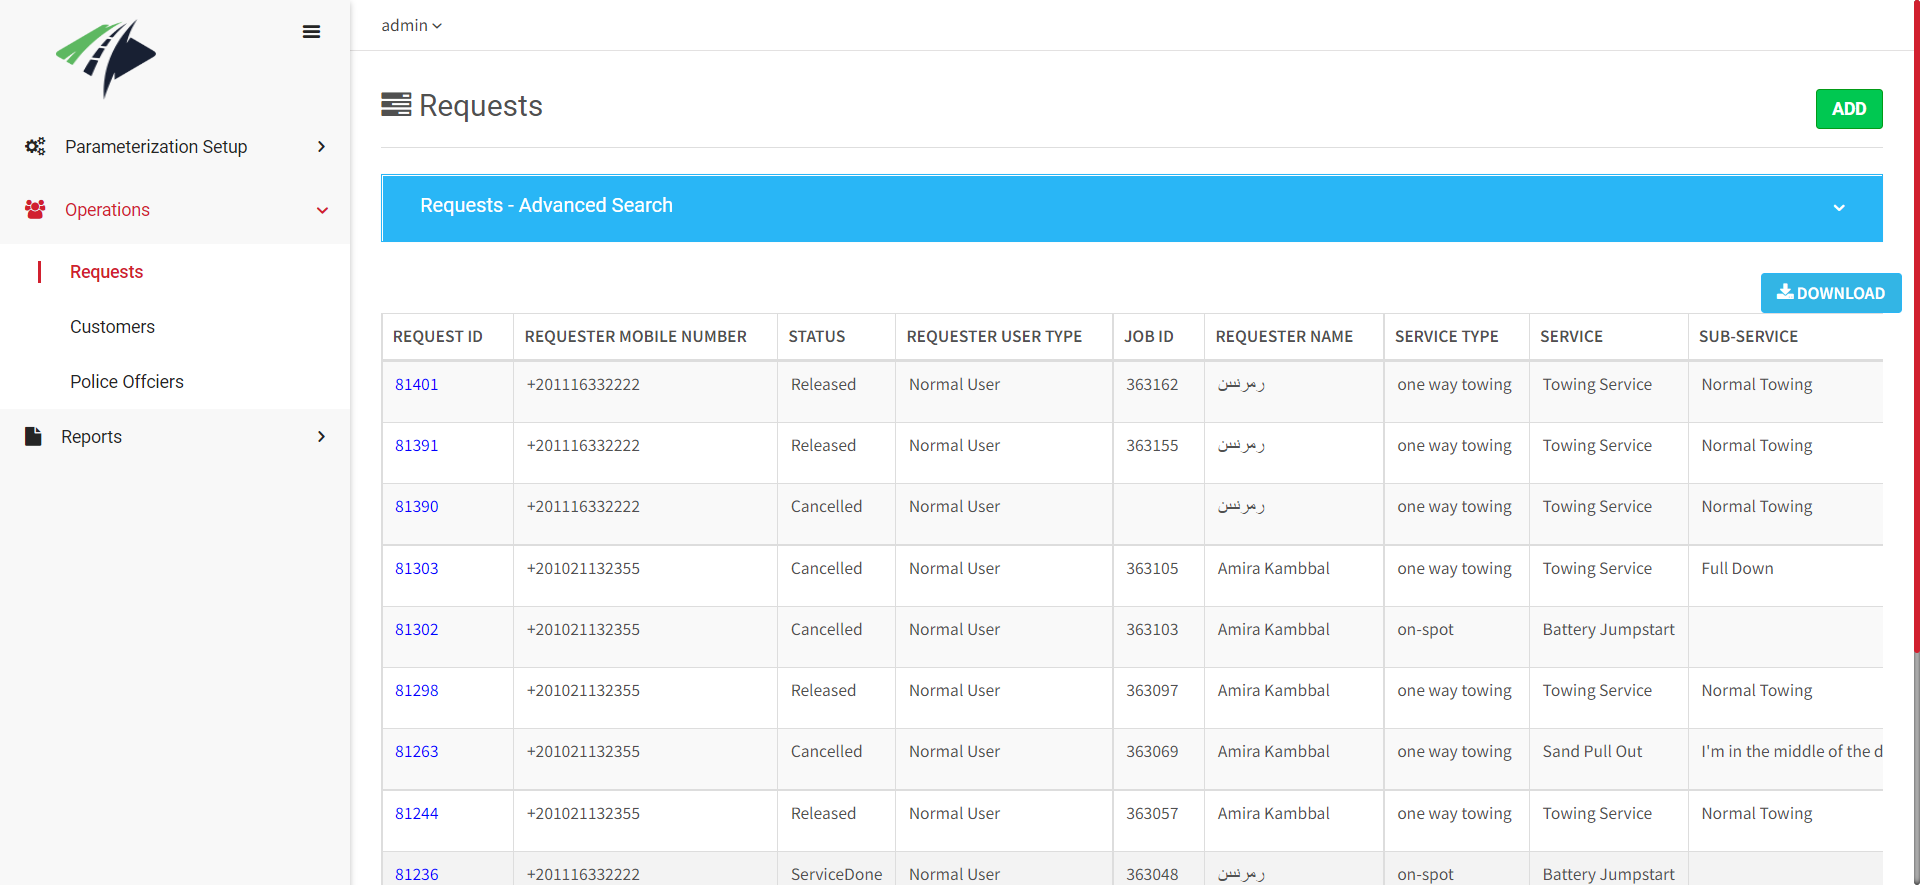 admin
Requests
ADD
Parameterization Setup
Operations
Requests
Customers
Police Offciers
Reports
Requests - Advanced Search
DOWNLOAD
REQUEST ID REQUESTER MOBILE NUMBER STATUS REQUESTER USER TYPE JOB ID REQUESTER NAME SERVICE TYPE SERVICE SUB-SERVICE
81401 +201116332222 Released Normal User 363162 one way towing Towing Service Normal Towing
81391 +201116332222 Released Normal User 363155 one way towing Towing Service Normal Towing
81390 +201116332222 Cancelled Normal User one way towing Towing Service Normal Towing
81303 +201021132355 Cancelled Normal User 363105 Amira Kambbal one way towing Towing Service Full Down
81302 +201021132355 Cancelled Normal User 363103 Amira Kambbal on-spot Battery Jumpstart
81298 +201021132355 Released Normal User 363097 Amira Kambbal one way towing Towing Service Normal Towing
81263 +201021132355 Cancelled Normal User 363069 Amira Kambbal one way towing Sand Pull Out I'm in the middle of the d
81244 +201021132355 Released Normal User 363057 Amira Kambbal one way towing Towing Service Normal Towing
81236 +201116332222 ServiceDone Normal User 363048 on-spot Battery Jumpstart